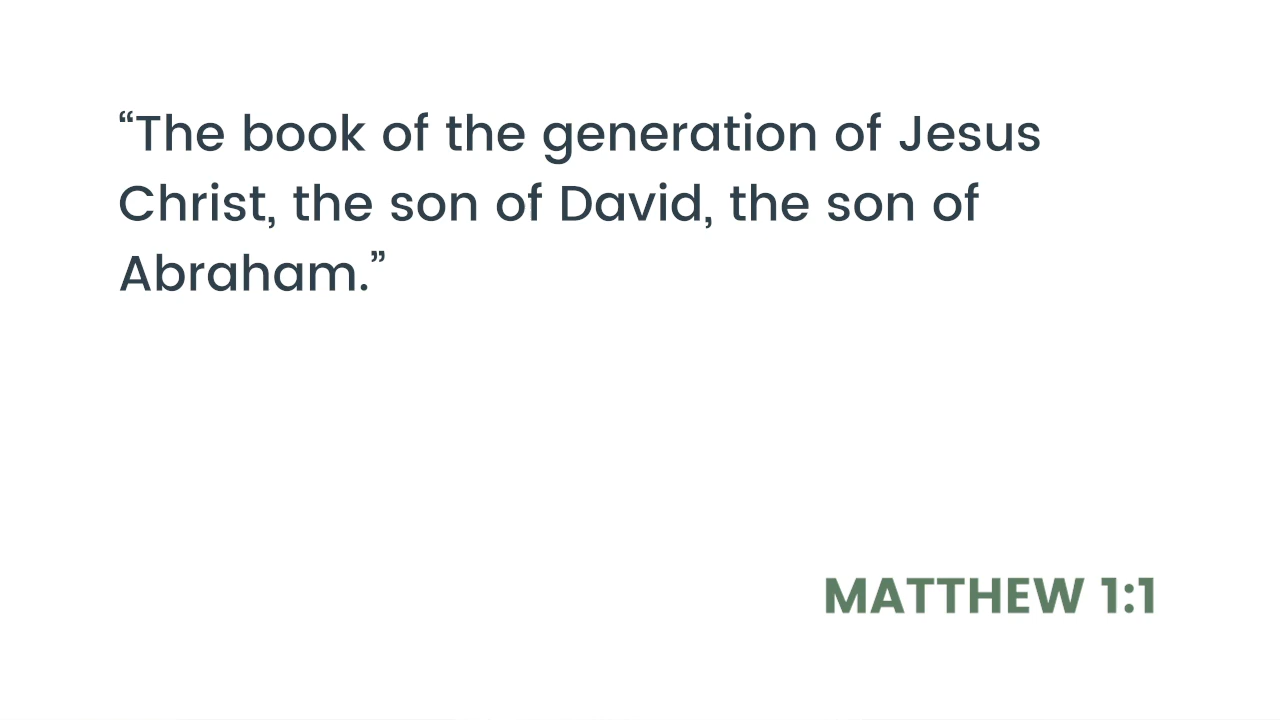 “The book of the generation of Jesus
Christ, the son of David, the son of
Abraham.”
MATTHEW 1:1